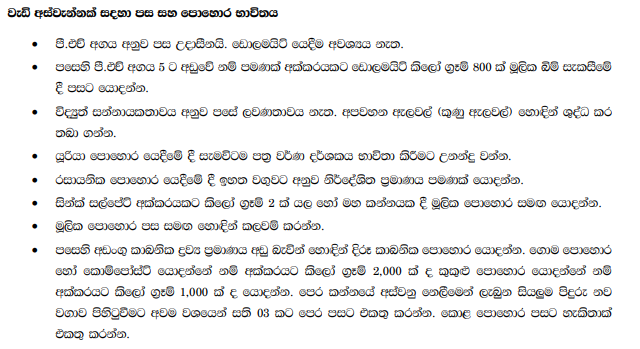 වැඩි අස්වැන්නක් සදහා පස සහ පොහොර භාවිතය
• පී.එච් අගය අනුව පස උදාසීනයි. ඩොලමයිට් යෙදීම අවශ්‍යය නැත.
• පසෙහි පී.එච් අගය 5 ට අඩුවේ නම් පමණක් අක්කරයකට ඩොලමයිට් කිලෝ ග්‍රෑම් 800 ක් මූලික බිම් සැකසීමේ
දී පසට යොදන්න.
• විද්‍යුත් සන්නායකතාවය අනුව පසේ ලවණතාවය නැත. අපවහන ඇලවල් (කුණු ඇලවල්) හොඳින් ශුද්ධ කර
තබා ගන්න.
• යූරියා පොහොර යෙදීමේ දී සැමවිටම පත්‍ර වර්ණ දර්ශකය භාවිතා කිරීමට උනන්දු වන්න.
• රසායනික පොහොර යෙදීමේ දී ඉහත වගුවට අනුව නිර්දේශිත ප්‍රමාණය පමණක් යොදන්න.
• සින්ක් සල්ෆේට් අක්කරයකට කිලෝ ග්‍රෑම් 2 ක් යල හෝ මහ කන්නයක දී මූලික පොහොර සමඟ යොදන්න.
• මූලික පොහොර පස සමඟ හොඳින් කලවම් කරන්න.
• පසෙහි අඩංගු කාබනික ද්‍රව්‍ය ප්‍රමාණය අඩු බැවින් හොඳින් දිරූ කාබනික පොහොර යොදන්න. ගොම පොහොර
හෝ කොම්පෝස්ට් යොදන්නේ නම් අක්කරයට කිලෝ ග්‍රෑම් 2,000 ක් ද කුකුළු පොහොර යොදන්නේ නම්
අක්කරයට කිලෝ ග්‍රෑම් 1,000 ක් ද යොදන්න. පෙර කන්නයේ අස්වනු නෙලීමෙන් ලැබුන සියලුම පිදුරු නව
වගාව පිහිටුවීමට අවම වශයෙන් සති 03 කට පෙර පසට එකතු කරන්න. කොළ පොහොර පසට හැකිතාක්
එකතු කරන්න.